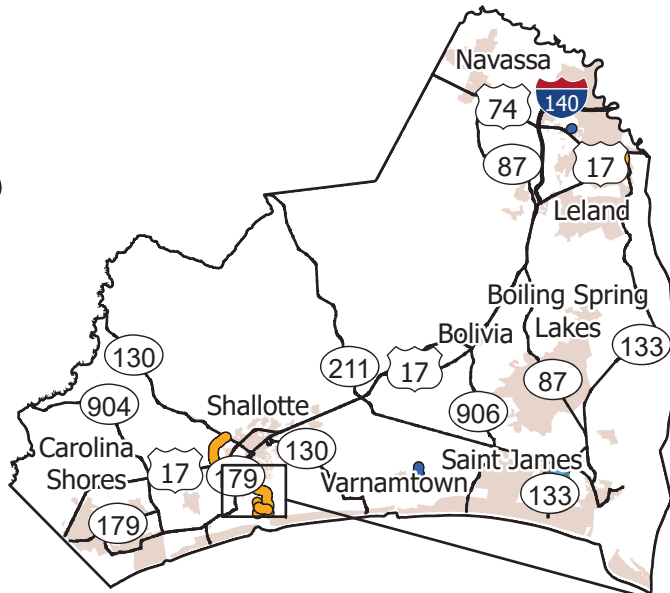 Navassa
74
140
87
17
Leland
Boiling Spring
Lakes
Bolivia
133
130
211
17
87
904
Shallotte
906
Carolina
Shores
130
17
179
Varnamtown
Saint James
133
179
)